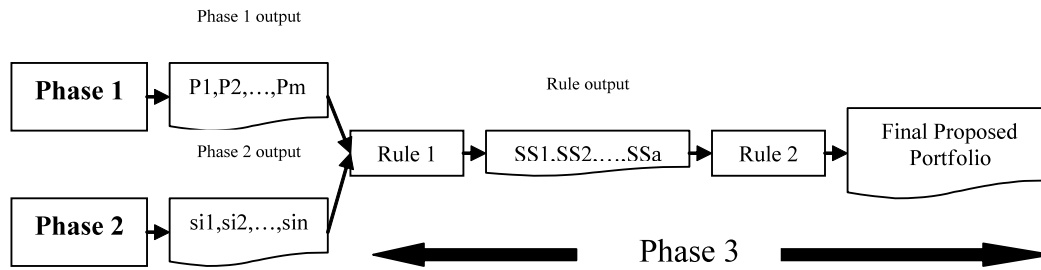 Phase 1 output
Phase 1
P1,P2,…,Pm
Rule output
Phase 2 output
Rule 1
SS1.SS2.….SSa
Rule 2
Final Proposed
Portfolio
Phase 2
si1,si2,…,sin
Phase 3